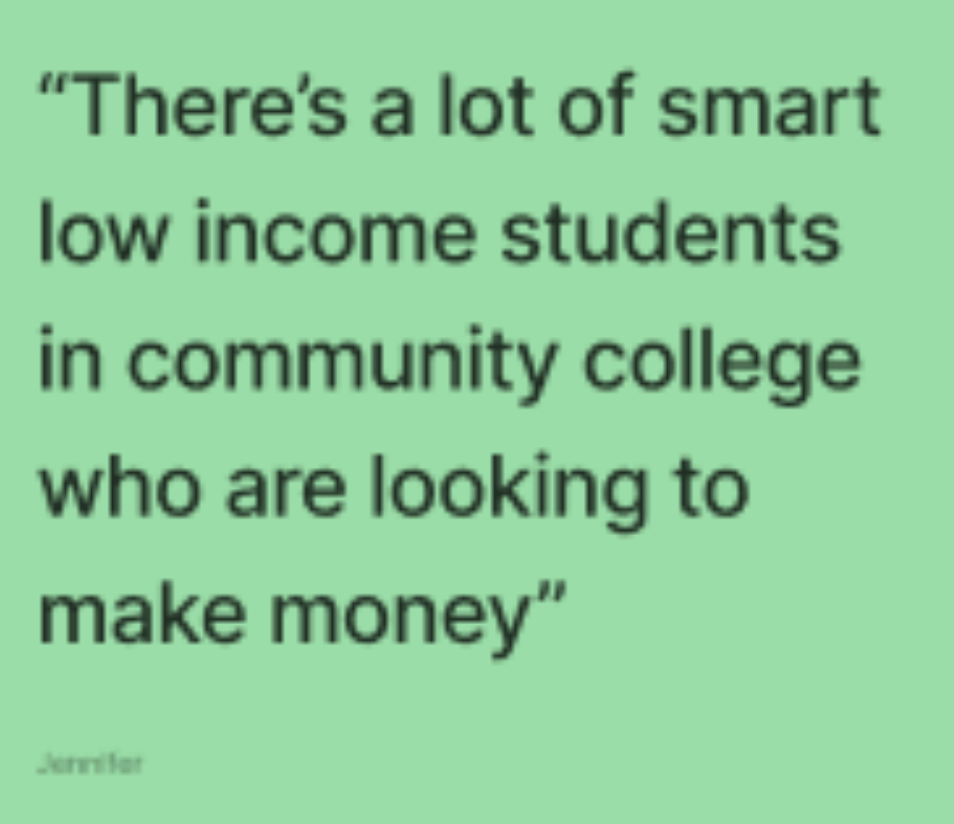 “There’s a lot of smart
low income students
in community college
who are looking to
make money”
Jennifer